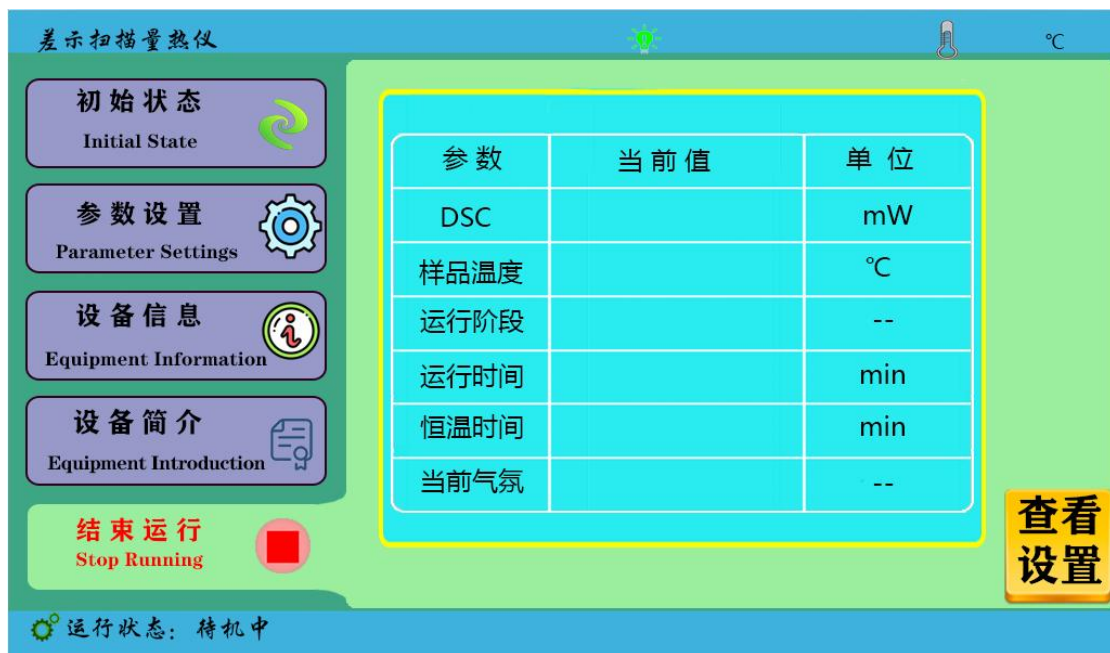 差示扫描量热仪
℃
初始状态
Initial State
参数设置
Parameter Settings
设备信息
Equipment Information
设备简介
Equipment Introduction
结束运行
Stop Running
参数 当前值 单位
DSC mW
样品温度 ℃
运行阶段 --
运行时间 min
恒温时间 min
当前气氛 --
查看
设置
运行状态：待机中